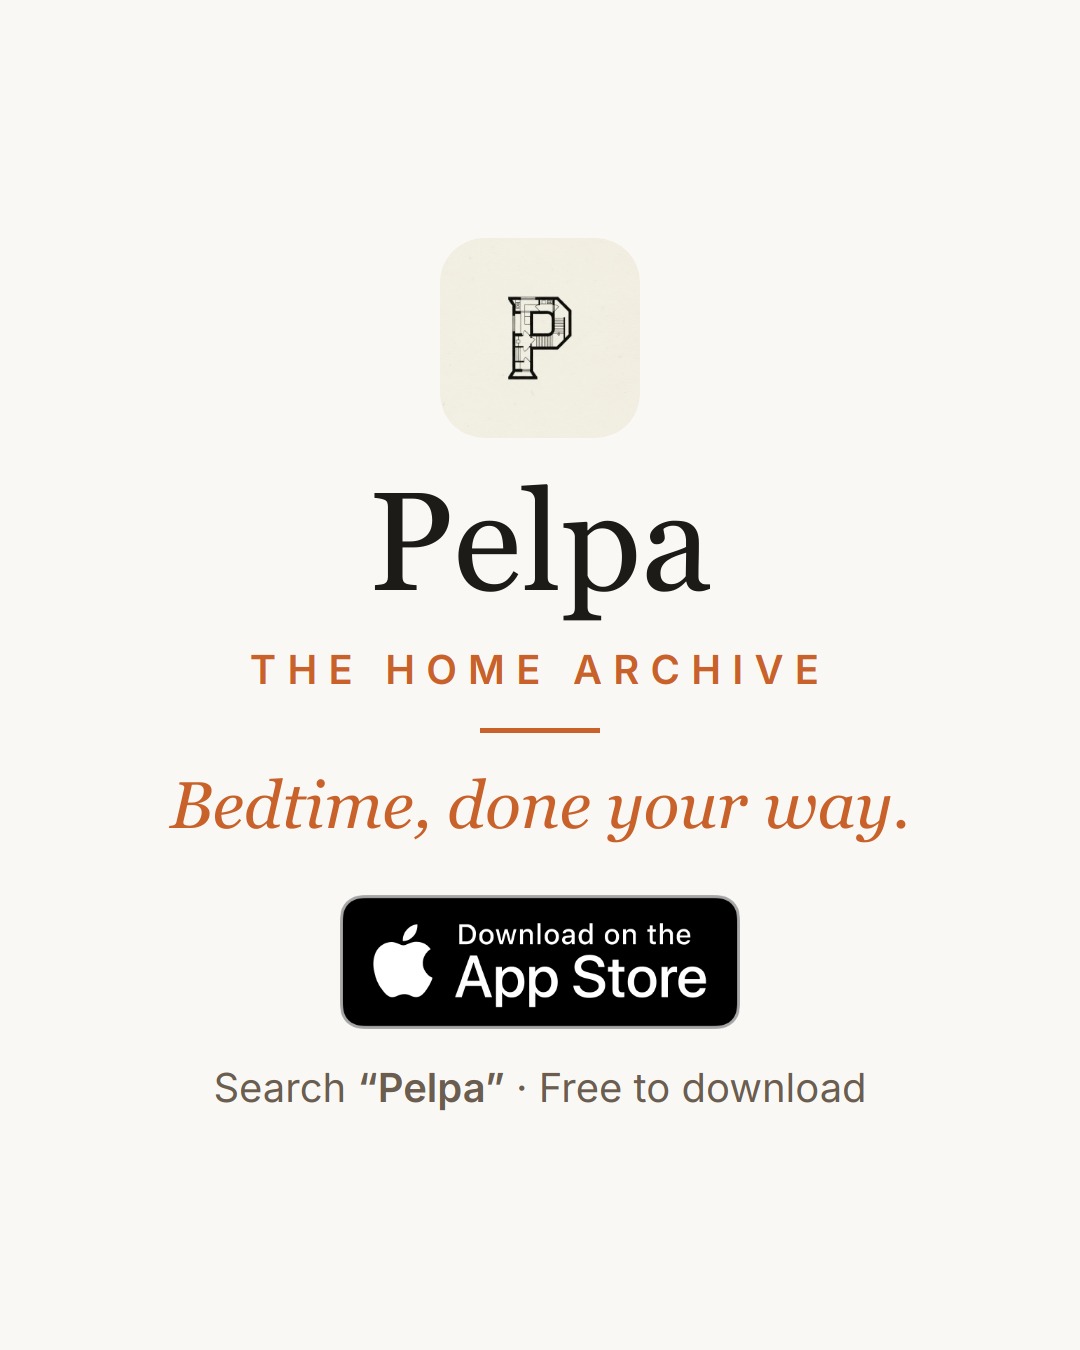 P
Pelpa
THE HOME ARCHIVE
Bedtime, done your way.
Download on the
App Store
Search “Pelpa” · Free to download